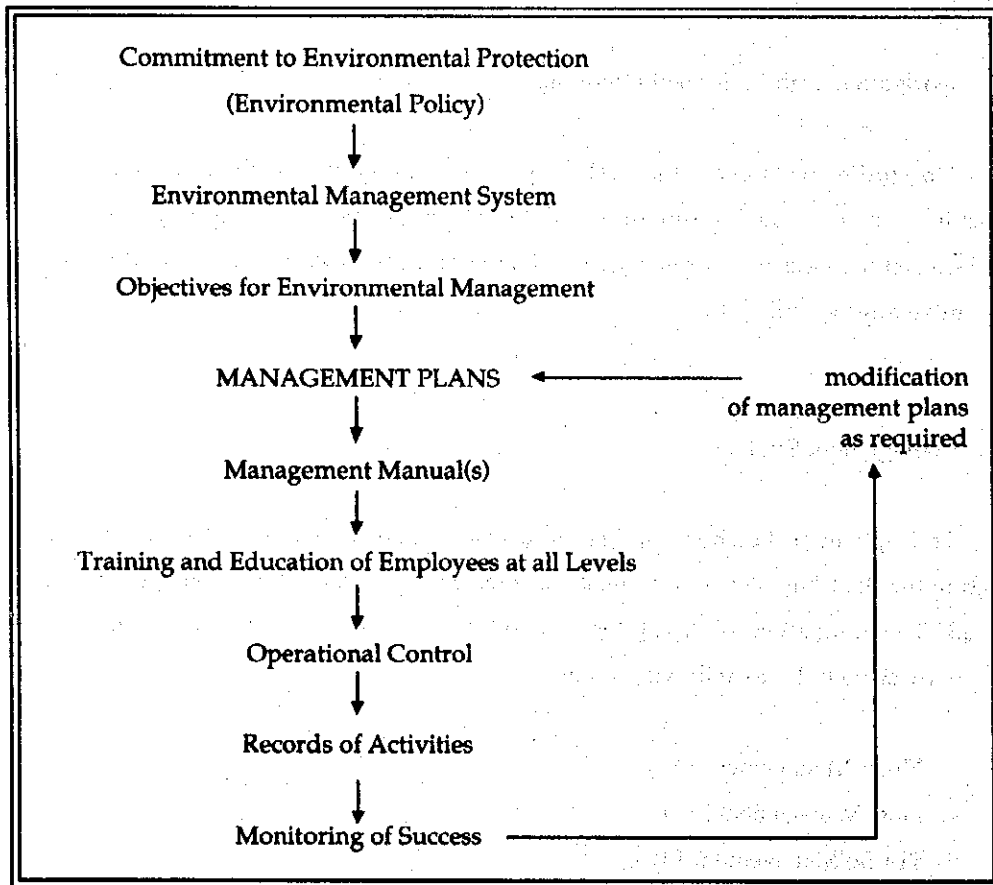 Commitment to Environmental Protection
(Environmental Policy)
Environmental Management System
Objectives for Environmental Management
MANAGEMENT PLANS
modification
of management plans
as required
Management Manual(s)
Training and Education of Employees at all Levels
Operational Control
Records of Activities
Monitoring of Success